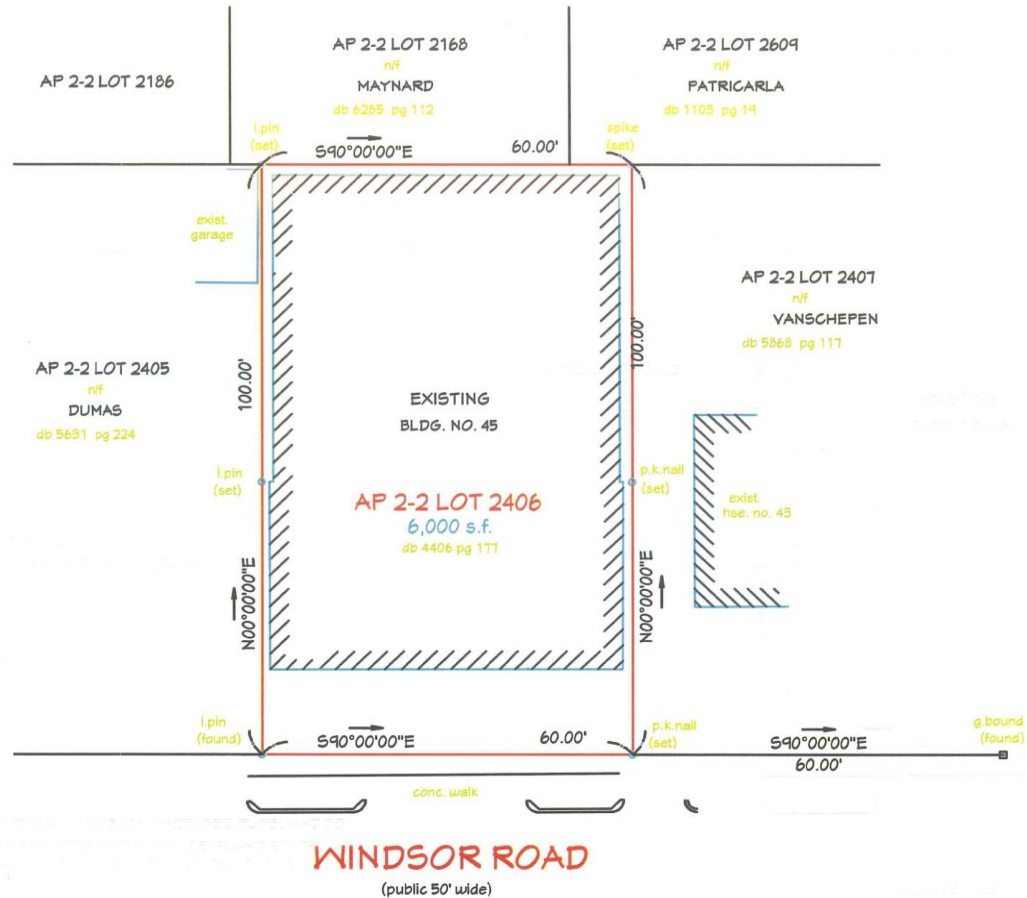 AP 2-2 LOT 2186
AP 2-2 LOT 2168
n/f
MAYNARD
db 6285 pg 112
AP 2-2 LOT 2609
n/f
PATRICARLA
db 1103 pg 19
i.pin
(set)
S90°00'00"E
60.00'
spike
(set)
exist.
garage
AP 2-2 LOT 2407
n/f
VANSCHEPEN
db 5868 pg 117
100.00'
100.00'
AP 2-2 LOT 2405
n/f
DUMAS
db 5631 pg 224
EXISTING
BLDG. NO. 45
i.pin
(set)
p.k.nail
(set)
AP 2-2 LOT 2406
6,000 s.f.
db 4406 pg 177
exist.
hse. no. 43
N00°00'00"E
N00°00'00"E
i.pin
(found)
S90°00'00"E
60.00'
p.k.nail
(set)
S90°00'00"E
60.00'
g.bound
(found)
conc. walk
WINDSOR ROAD
(public 50' wide)